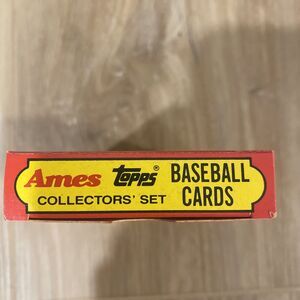 Ames topps® BASEBALL
COLLECTORS' SET CARDS